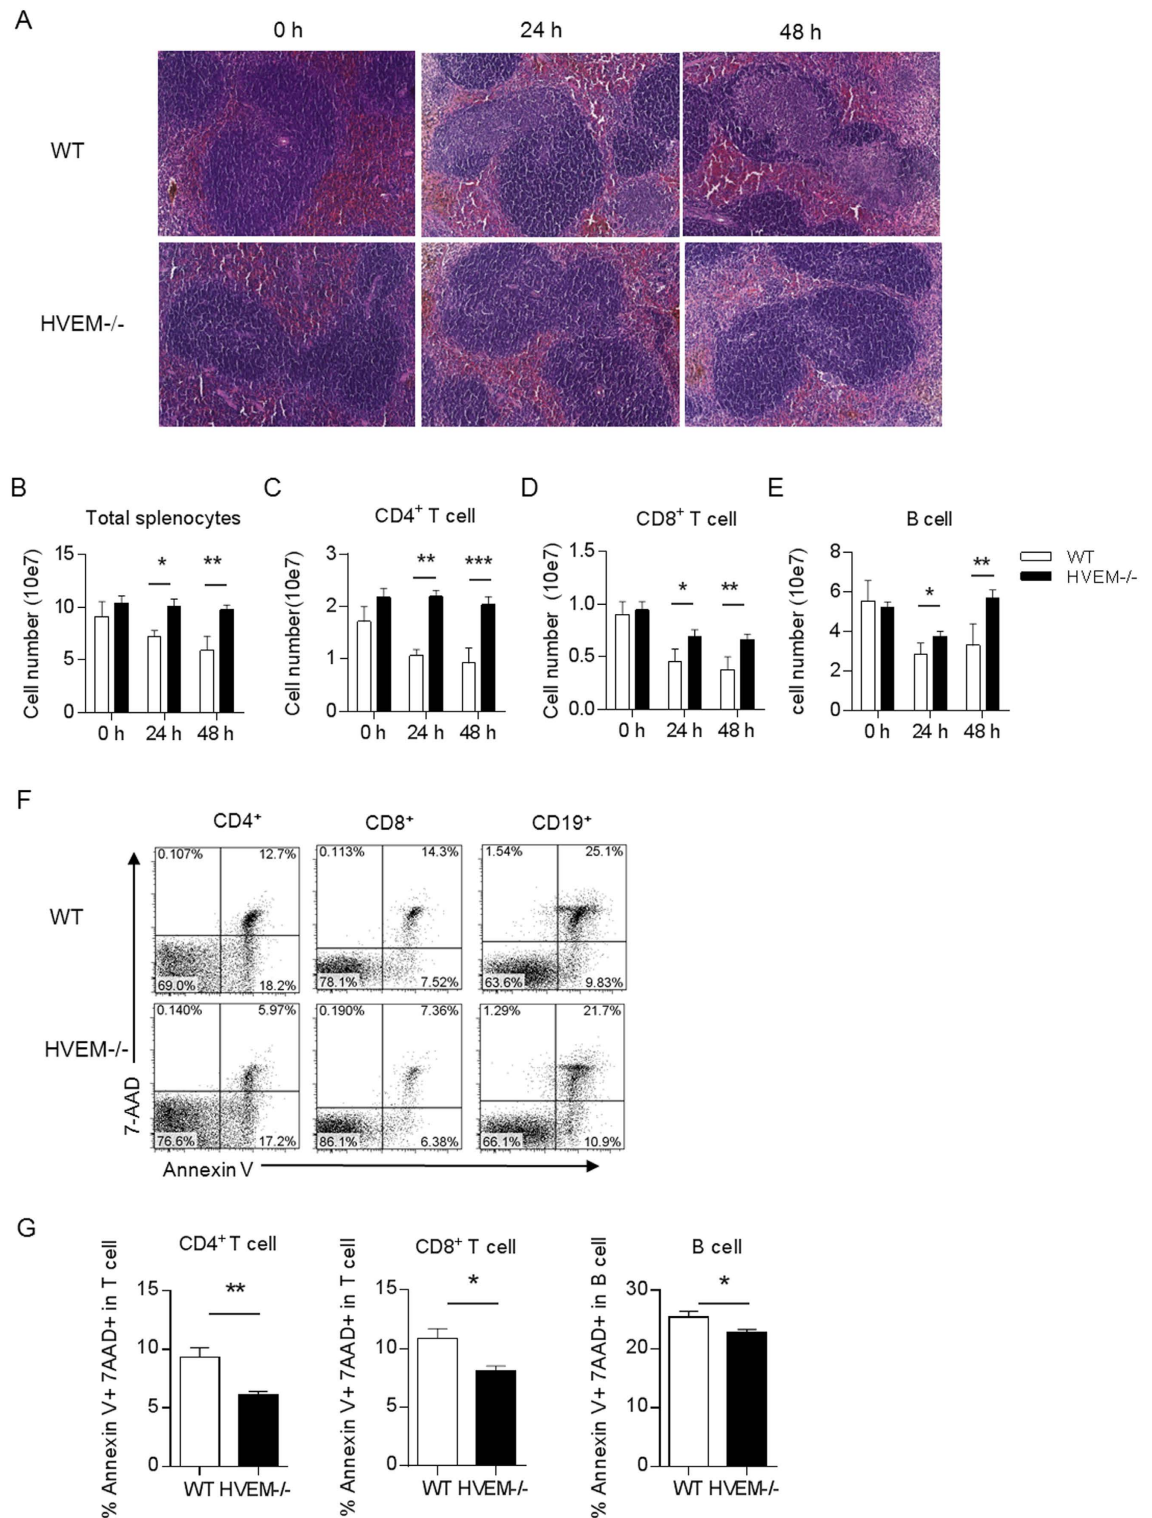 A
0 h 24 h 48 h
WT
HVEM-/-
B C D E
Total splenocytes
Cell number (10e7)
15
10
5
0
* **
0 h 24 h 48 h
CD4+ T cell
Cell number(10e7)
3
2
1
0
** ***
0 h 24 h 48 h
CD8+ T cell
Cell number (10e7)
1.5
1.0
0.5
0.0
* **
0 h 24 h 48 h
B cell
cell number (10e7)
8
6
4
2
0
* **
0 h 24 h 48 h
WT
HVEM-/-
F
CD4+ CD8+ CD19+
WT
0.107% 12.7%
69.0% 18.2%
0.113% 14.3%
78.1% 7.52%
1.54% 25.1%
63.6% 9.83%
HVEM-/-
0.140% 5.97%
76.6% 17.2%
0.190% 7.36%
86.1% 6.38%
1.29% 21.7%
66.1% 10.9%
7-AAD
Annexin V
G
CD4+ T cell
% Annexin V+ 7AAD+ in T cell
15
10
5
0
**
WT HVEM-/-
CD8+ T cell
% Annexin V+ 7AAD+ in T cell
15
10
5
0
*
WT HVEM-/-
B cell
% Annexin V+ 7AAD+ in B cell
30
20
10
0
*
WT HVEM-/-